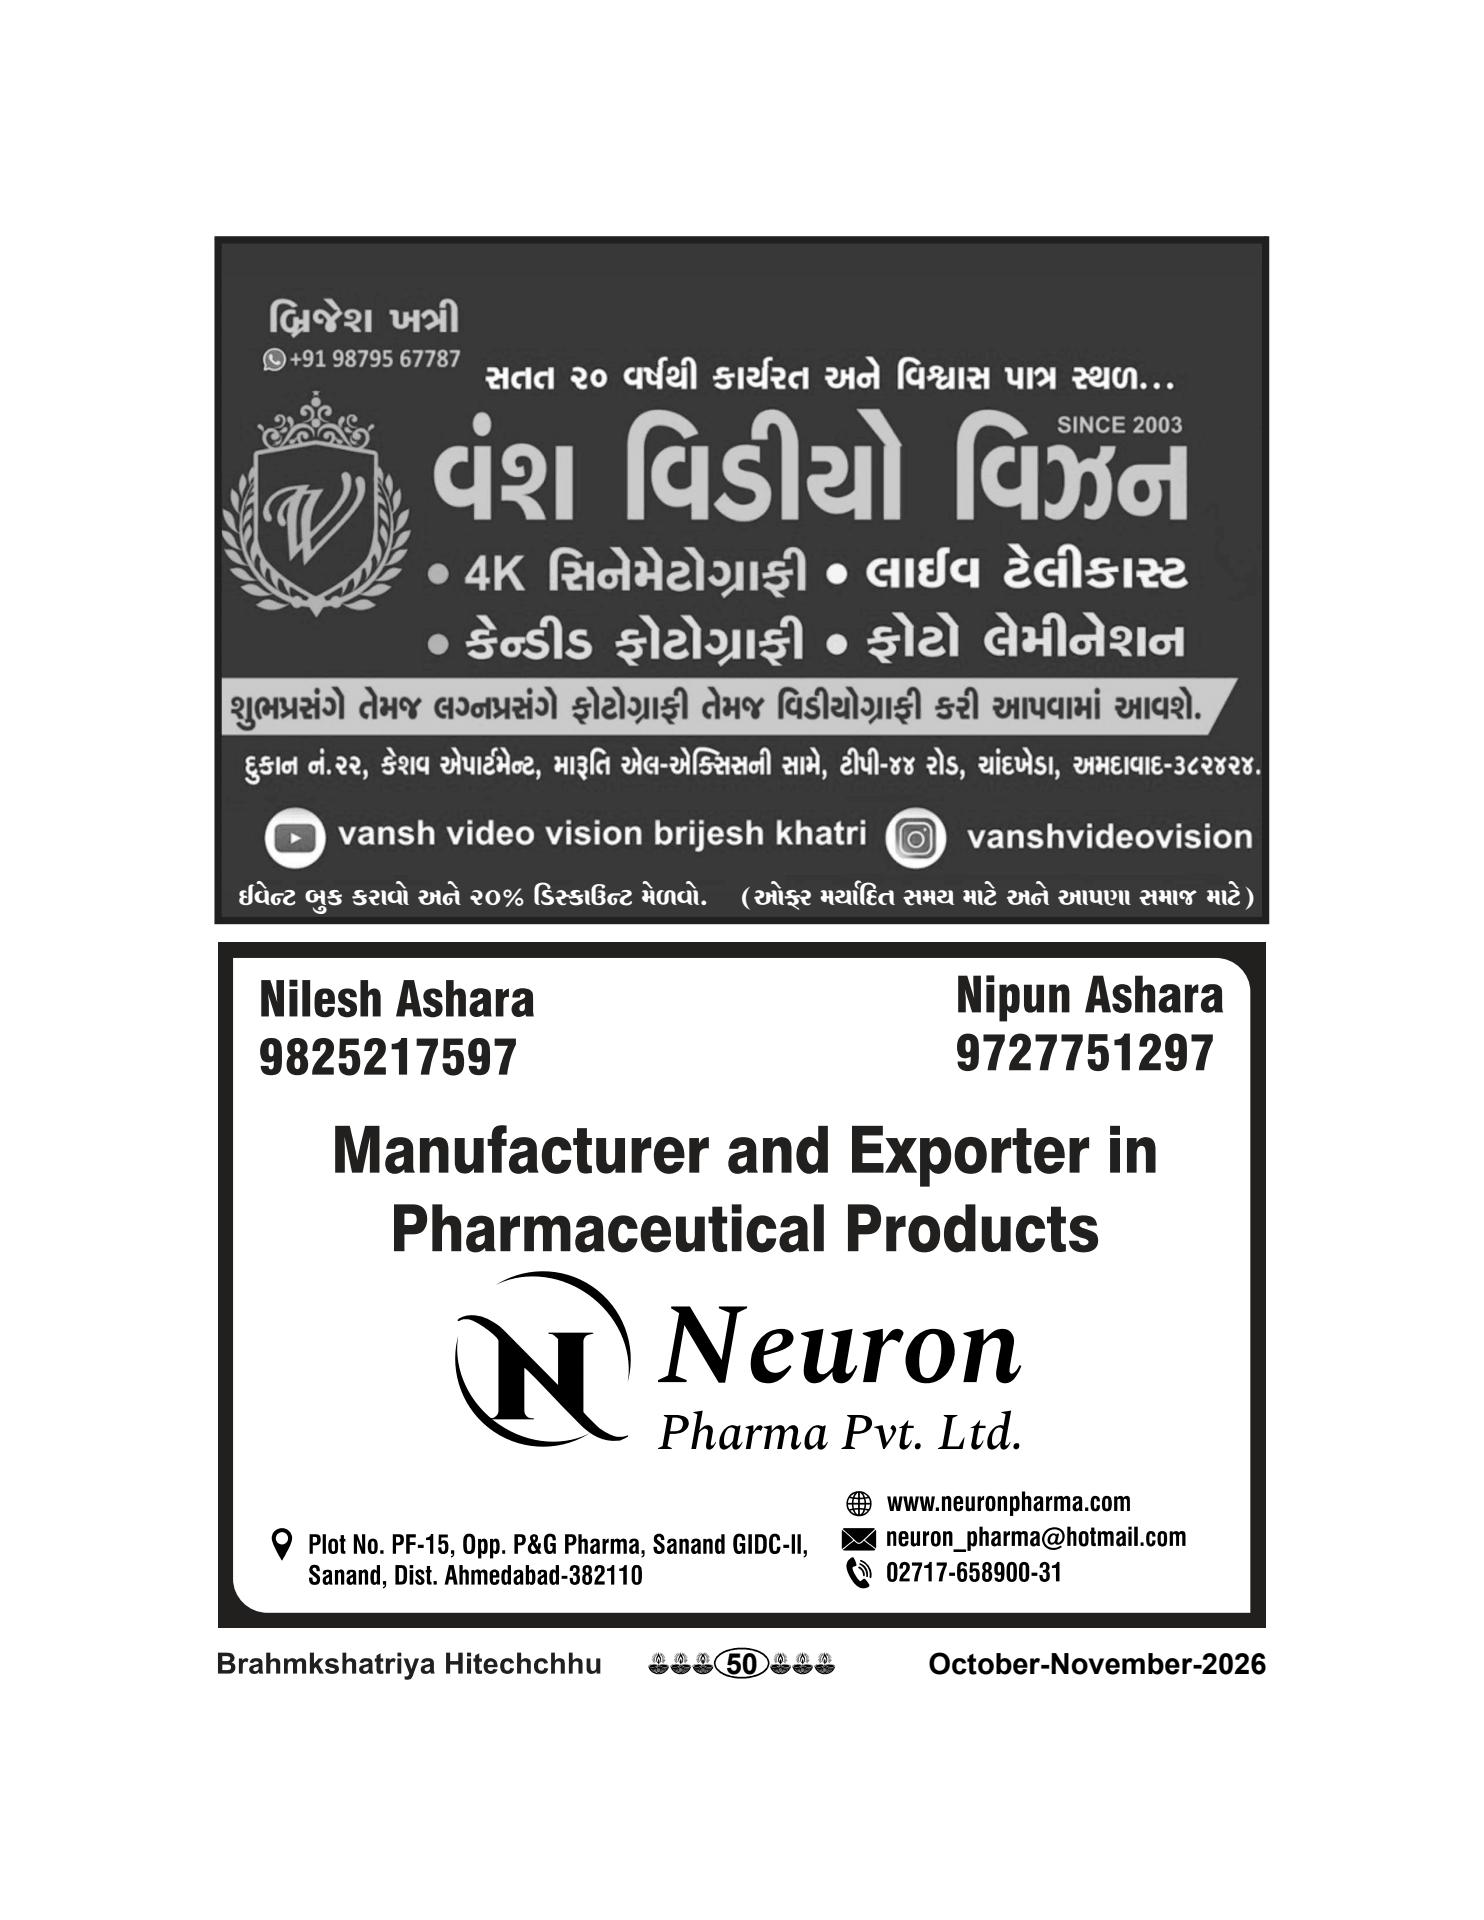 બ્રિજેશ ખત્રી
+91 98795 67787
સતત ૨૦ વર્ષથી કાર્યરત અને વિશ્વાસ પાત્ર સ્થળ...
SINCE 2003
વંશ વિડીયો વિઝન
• 4K સિનેમેટોગ્રાફી • લાઈવ ટેલીકાસ્ટ
• કેન્ડીડ ફોટોગ્રાફી • ફોટો લેમીનેશન
શુભપ્રસંગે તેમજ લગ્નપ્રસંગે ફોટોગ્રાફી તેમજ વિડીયોગ્રાફી કરી આપવામાં આવશે.
દુકાન નં.૨૨, કેશવ એપાર્ટમેન્ટ, મારૂતિ એલ-એક્સિસની સામે, ટીપી-૪૪ રોડ, ચાંદખેડા, અમદાવાદ-૩૮૨૪૨૪.
vansh video vision brijesh khatri vanshvideovision
ઈવેન્ટ બુક કરાવો અને ૨૦% ડિસ્કાઉન્ટ મેળવો. (ઓફર મર્યાદિત સમય માટે અને આપણા સમાજ માટે)
Nilesh Ashara
9825217597
Nipun Ashara
9727751297
Manufacturer and Exporter in
Pharmaceutical Products
N
Neuron
Pharma Pvt. Ltd.
Plot No. PF-15, Opp. P&G Pharma, Sanand GIDC-II,
Sanand, Dist. Ahmedabad-382110
www.neuronpharma.com
neuron_pharma@hotmail.com
02717-658900-31
Brahmkshatriya Hitechchhu 50 October-November-2026